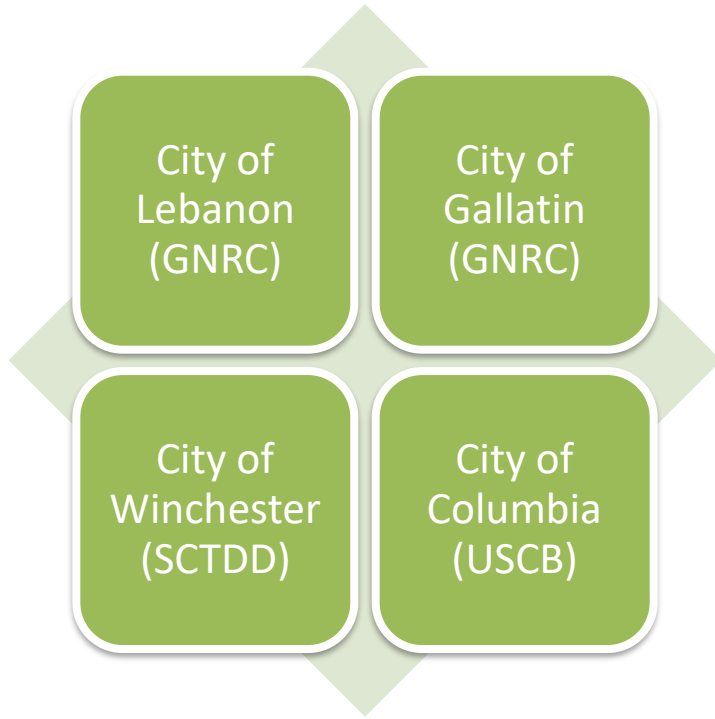 City of
Lebanon
(GNRC)
City of
Gallatin
(GNRC)
City of
Winchester
(SCTDD)
City of
Columbia
(USCB)